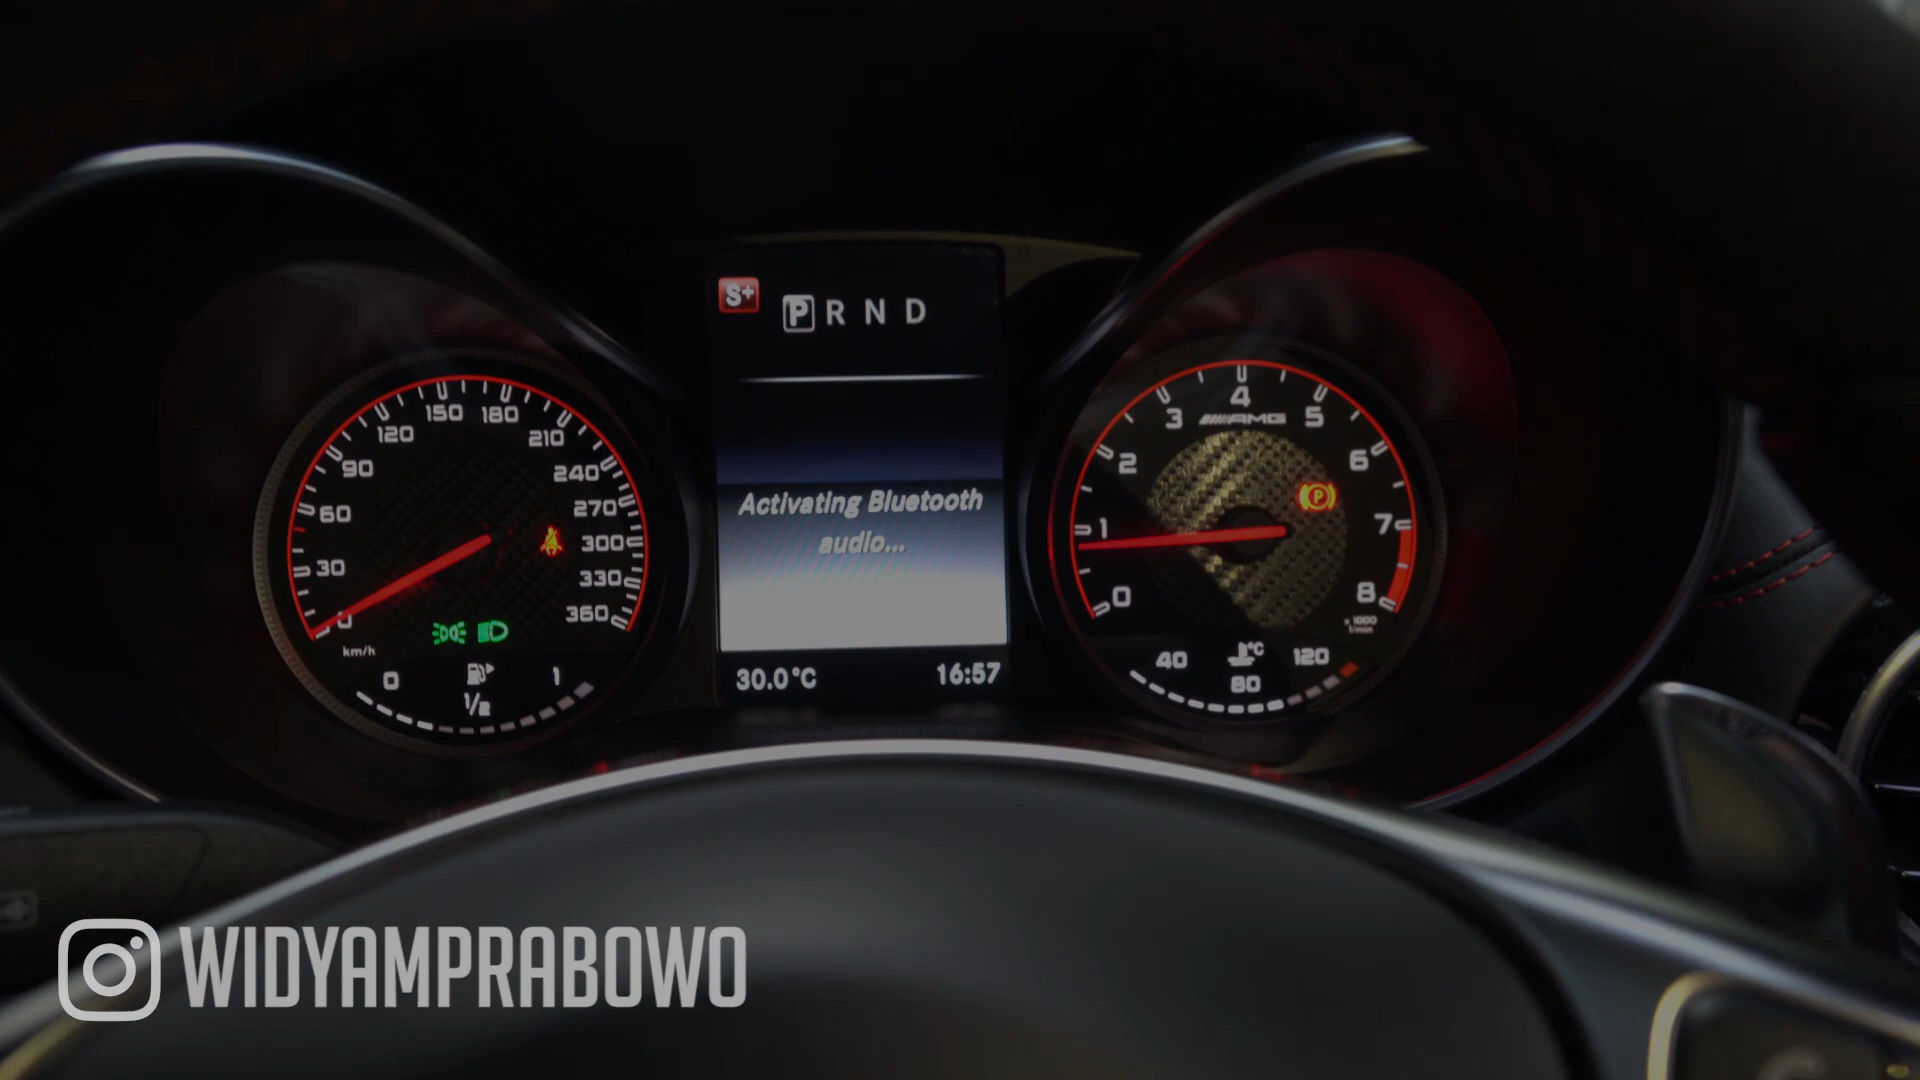 S+
P R N D
Activating Bluetooth
audio...
30.0°C 16:57
0 30 60 90 120 150 180 210 240 270 300 330 360
km/h
0 1/2 1
0 1 2 3 4 5 6 7 8
AMG
P
x 1000
1/min
40 80 120
°C
WIDYAMPRABOWO